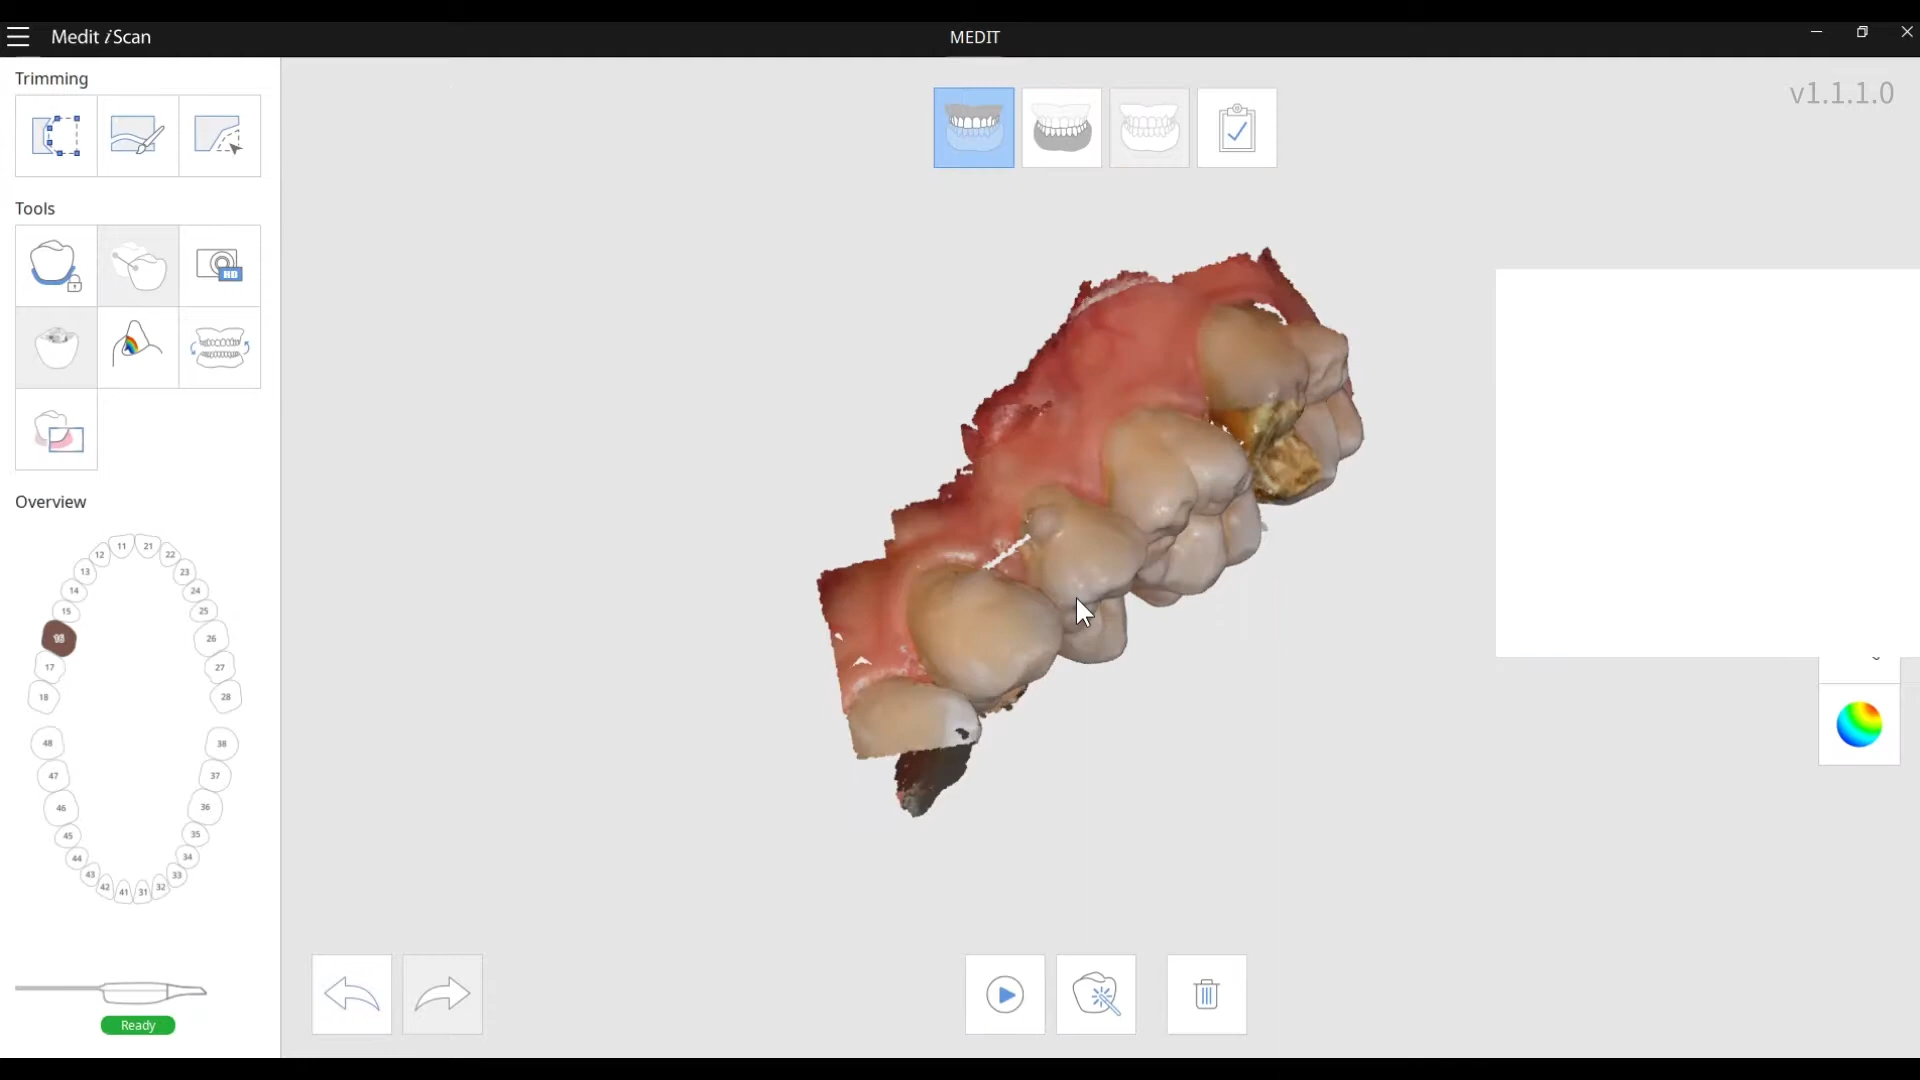 Medit iScan
MEDIT
v1.1.1.0
Trimming
Tools
HD
Overview
11 21
12 22
13 23
14 24
15 25
16 26
17 27
18 28
48 38
47 37
46 36
45 35
44 34
43 33
42 41 31 32
Ready